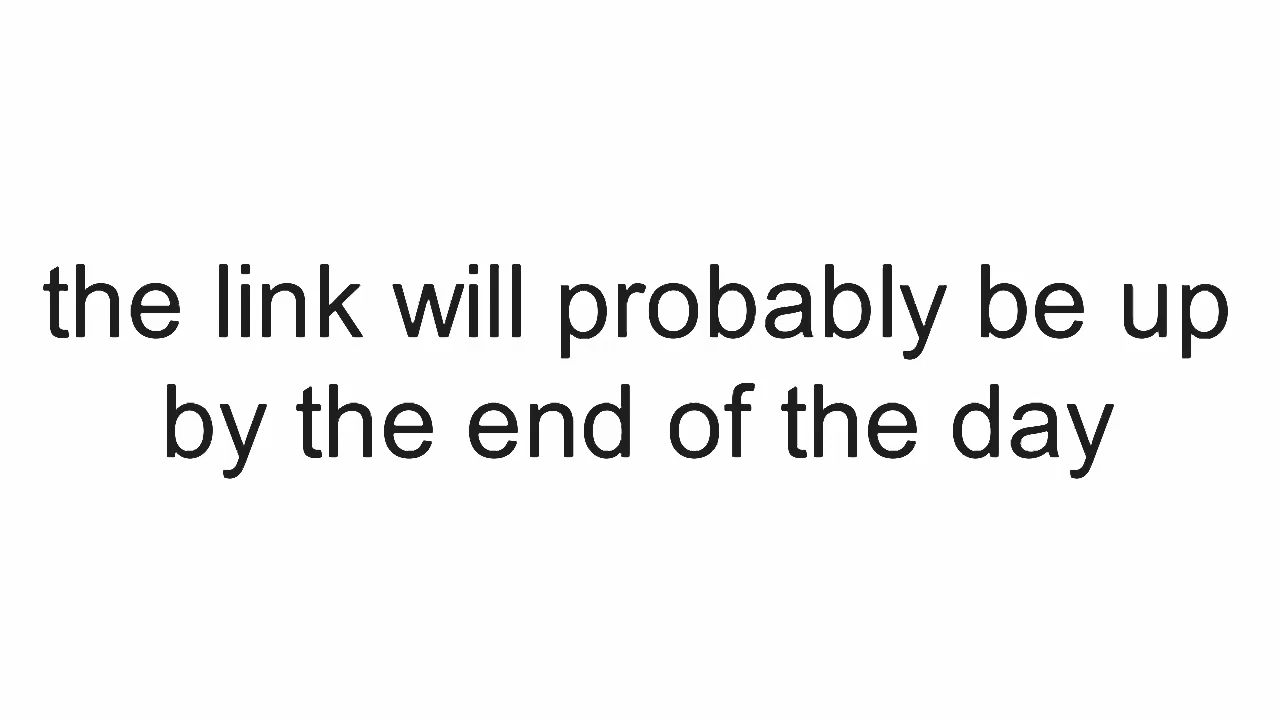 the link will probably be up
by the end of the day